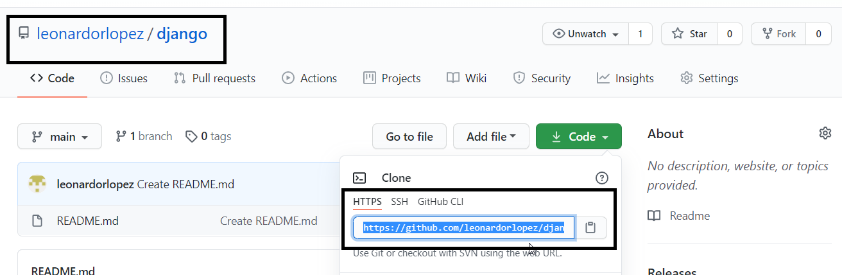 leonardorlopez / django
Unwatch 1 Star 0 Fork 0
Code Issues Pull requests Actions Projects Wiki Security Insights Settings
main 1 branch 0 tags Go to file Add file Code
About
No description, website, or topics
provided.
Readme
Releases
leonardorlopez Create README.md
README.md Create README.md
README.md
Clone
HTTPS SSH GitHub CLI
https://github.com/leonardorlopez/djan
Use Git or checkout with SVN using the web URL.